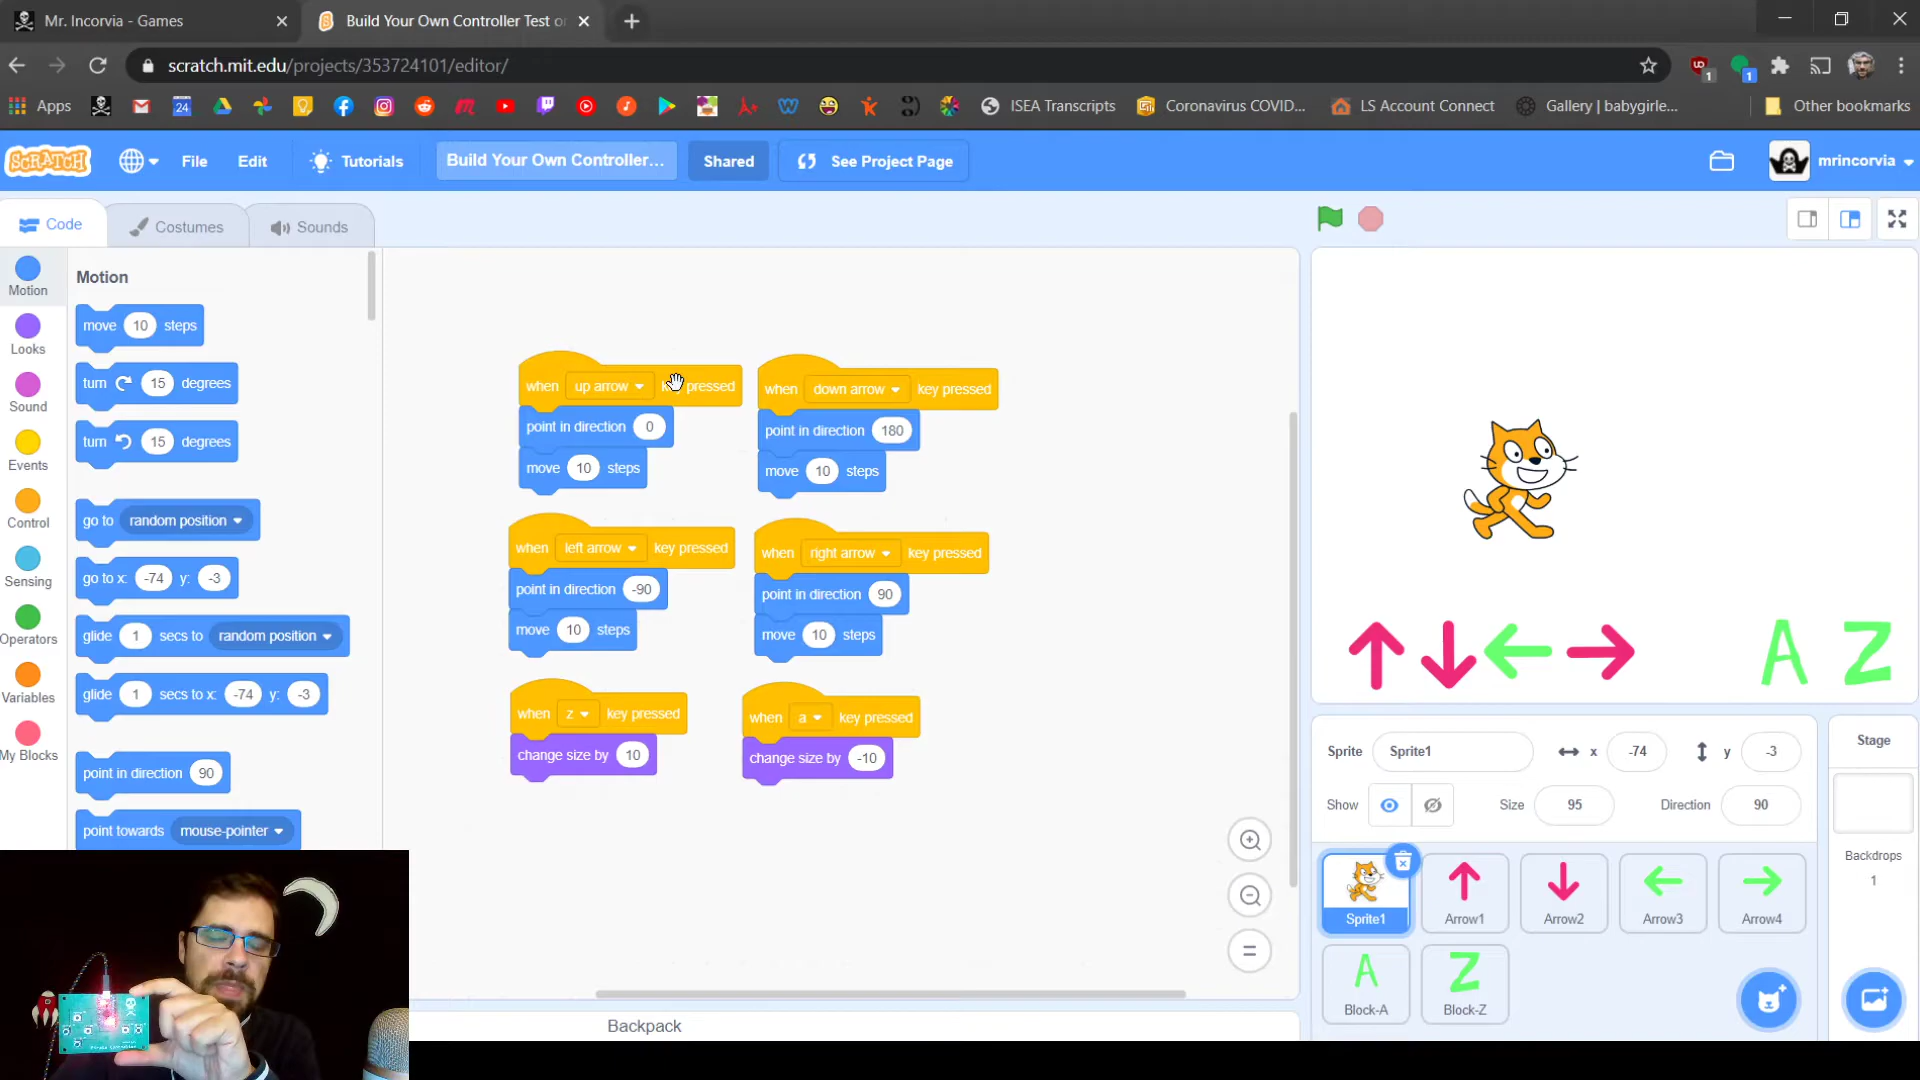 Mr. Incorvia - Games
Build Your Own Controller Test or
scratch.mit.edu/projects/353724101/editor/
1
1
Apps
24
ISEA Transcripts
Coronavirus COVID...
LS Account Connect
Gallery | babygirle...
Other bookmarks
SCRATCH
File
Edit
Tutorials
Build Your Own Controller...
Shared
See Project Page
mrincorvia
Code
Costumes
Sounds
Motion
Looks
Sound
Events
Control
Sensing
Operators
Variables
My Blocks
Motion
move 10 steps
turn 15 degrees
turn 15 degrees
go to random position
go to x: -74 y: -3
glide 1 secs to random position
glide 1 secs to x: -74 y: -3
point in direction 90
point towards mouse-pointer
when up arrow key pressed
point in direction 0
move 10 steps
when down arrow key pressed
point in direction 180
move 10 steps
when left arrow key pressed
point in direction -90
move 10 steps
when right arrow key pressed
point in direction 90
move 10 steps
when z key pressed
change size by 10
when a key pressed
change size by -10
A Z
Sprite Sprite1 x -74 y -3
Show Size 95 Direction 90
Stage
Backdrops
1
Sprite1
Arrow1
Arrow2
Arrow3
Arrow4
A
Block-A
Z
Block-Z
Backpack